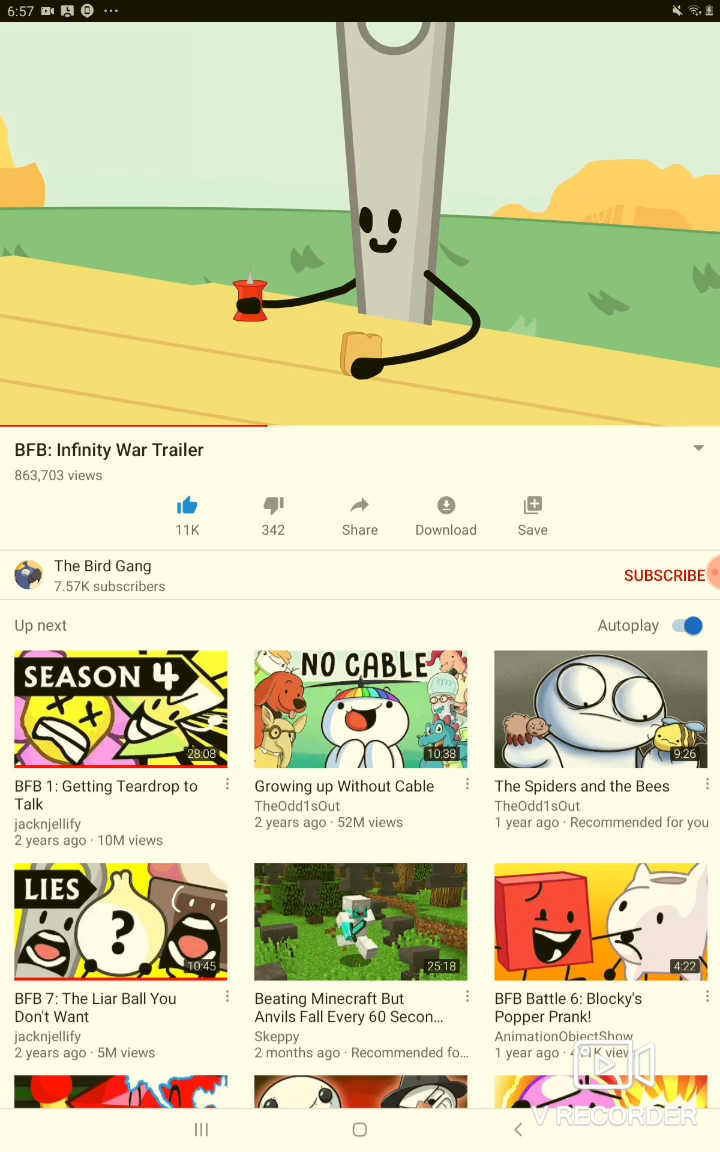 6:57
BFB: Infinity War Trailer
863,703 views
11K
342
Share
Download
Save
The Bird Gang
7.57K subscribers
SUBSCRIBE
Up next
Autoplay
SEASON 4
28:08
NO CABLE
10:38
9:26
BFB 1: Getting Teardrop to
Talk
jacknjellify
2 years ago · 10M views
Growing up Without Cable
TheOdd1sOut
2 years ago · 52M views
The Spiders and the Bees
TheOdd1sOut
1 year ago · Recommended for you
LIES
?
10:45
25:18
4:22
BFB 7: The Liar Ball You
Don't Want
jacknjellify
2 years ago · 5M views
Beating Minecraft But
Anvils Fall Every 60 Secon...
Skeppy
2 months ago · Recommended fo...
BFB Battle 6: Blocky's
Popper Prank!
AnimationObjectShow
1 year ago · views
V RECORDER